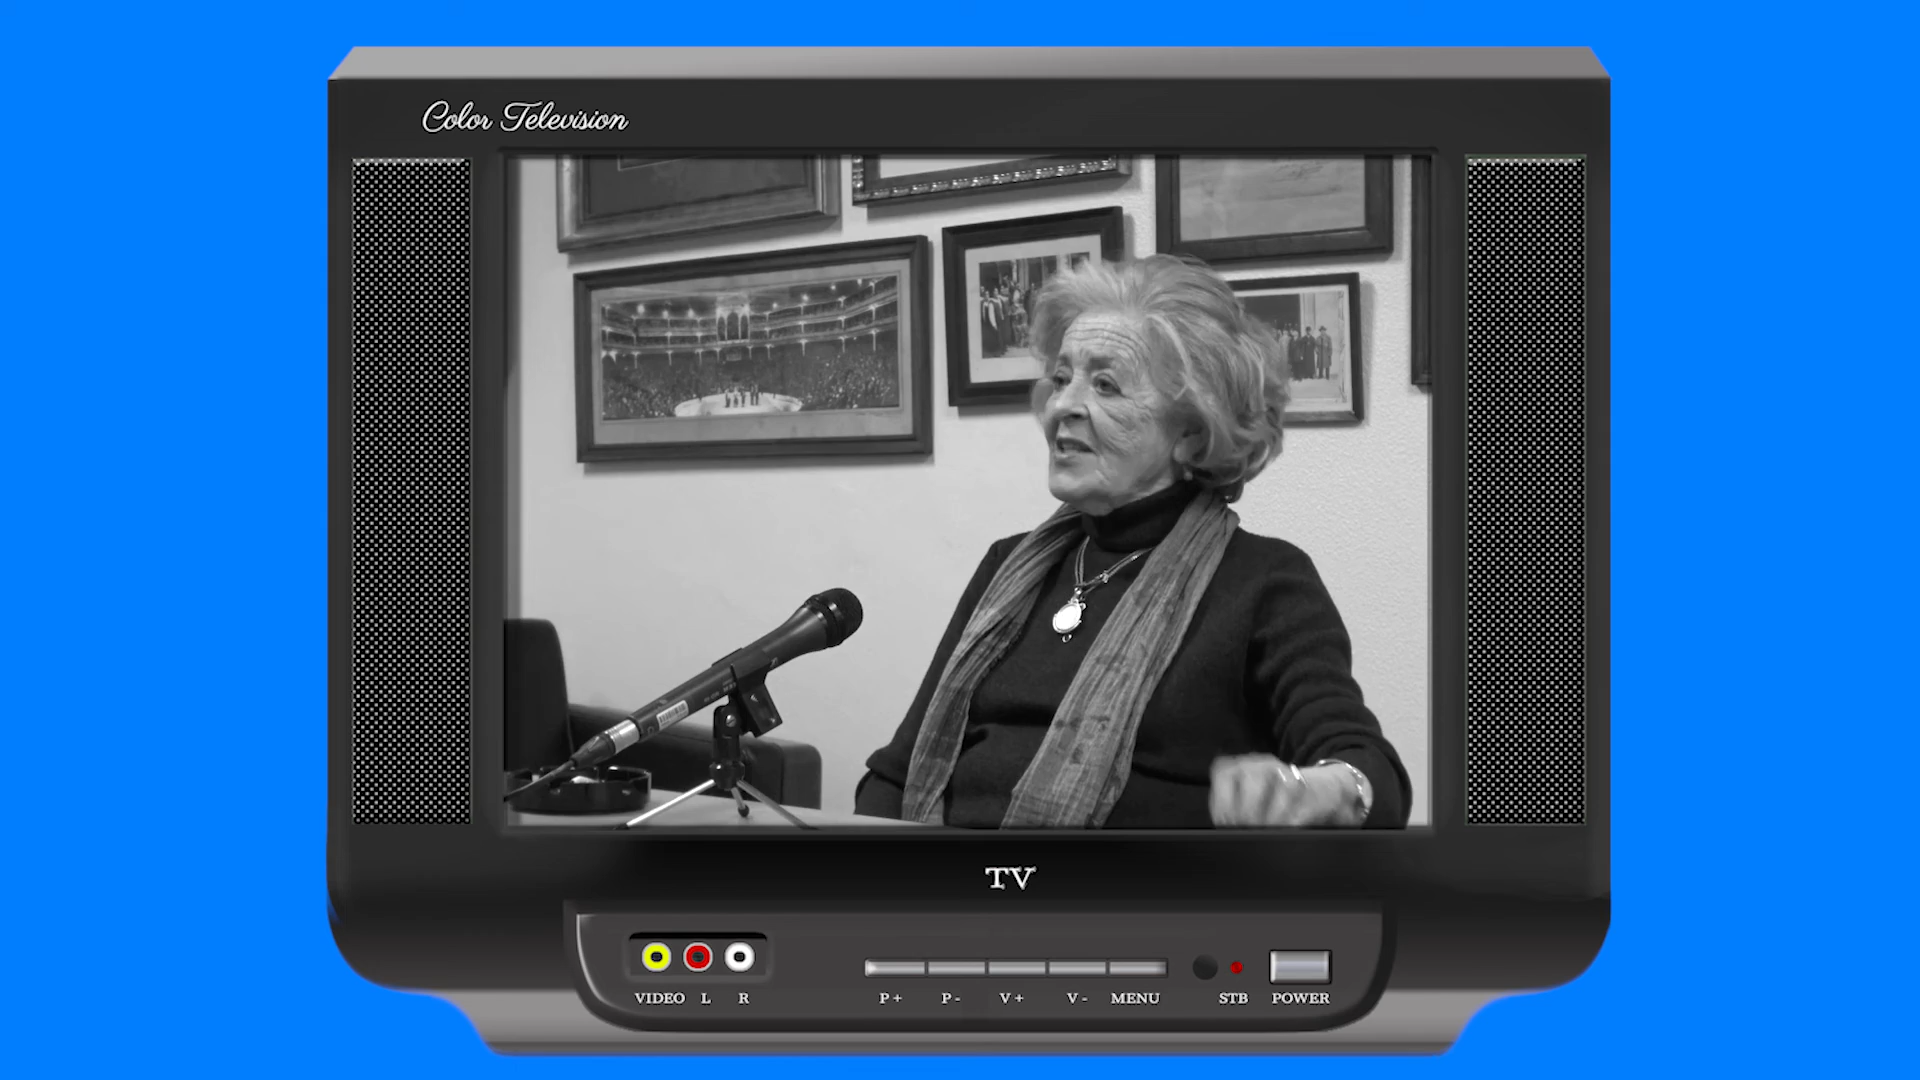 Color Television
TV
VIDEO L R P + P - V + V - MENU STB POWER